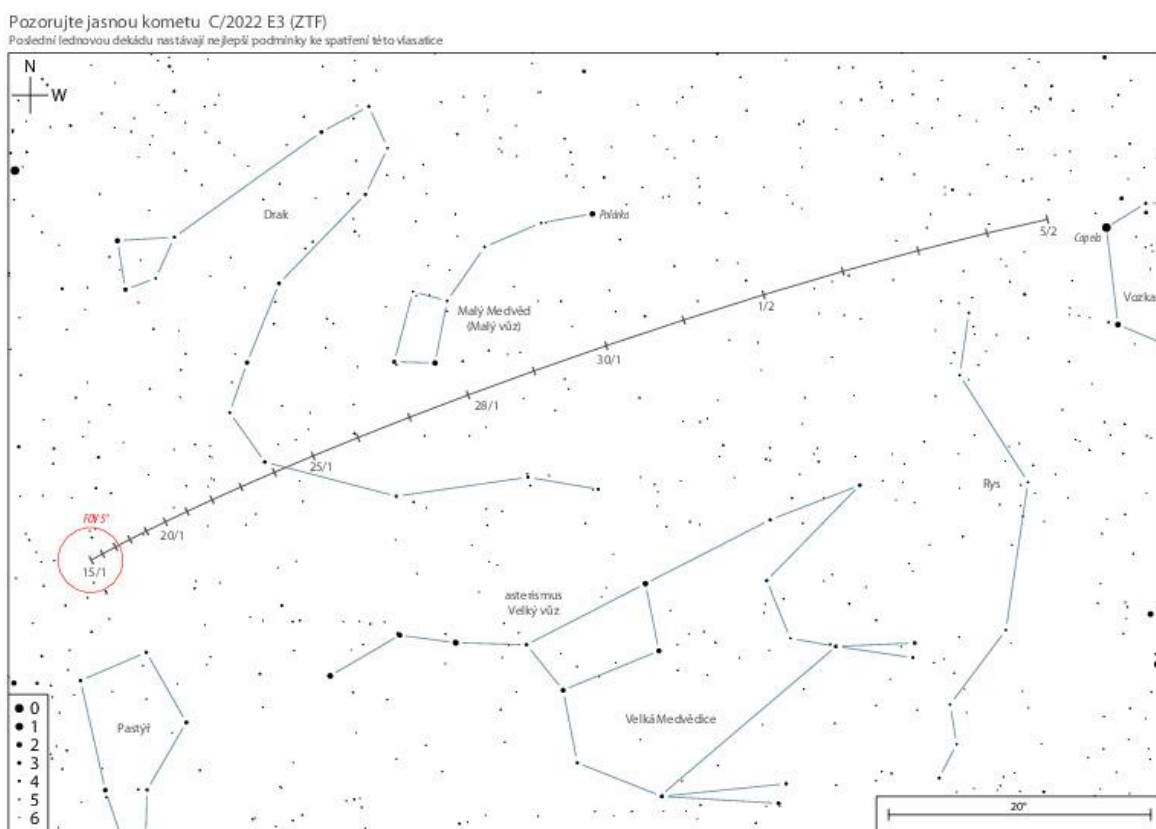 Pozorujte jasnou kometu C/2022 E3 (ZTF)
Poslední lednovou dekádu nastávají nejlepší podmínky ke spatření této vlasatice
N
W
Drak
Polárka
5/2
Capella
Malý Medvěd
(Malý vůz)
1/2
Vozka
30/1
28/1
25/1
Rys
FOV 5°
20/1
15/1
asterismus
Velký vůz
Velká Medvědice
Pastýř
0
1
2
3
4
5
6
20°